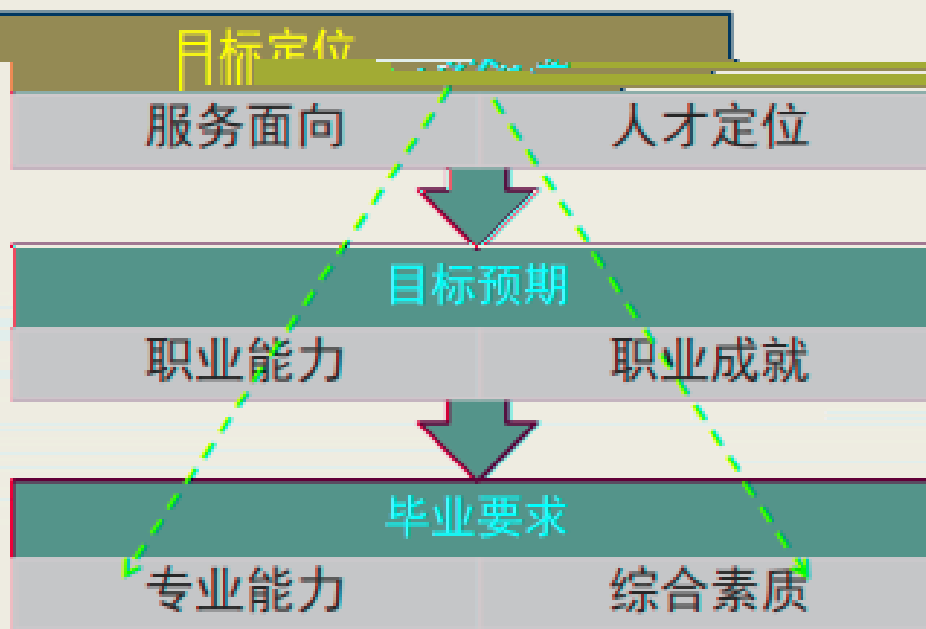 目标定位
服务面向 人才定位
目标预期
职业能力 职业成就
毕业要求
专业能力 综合素质